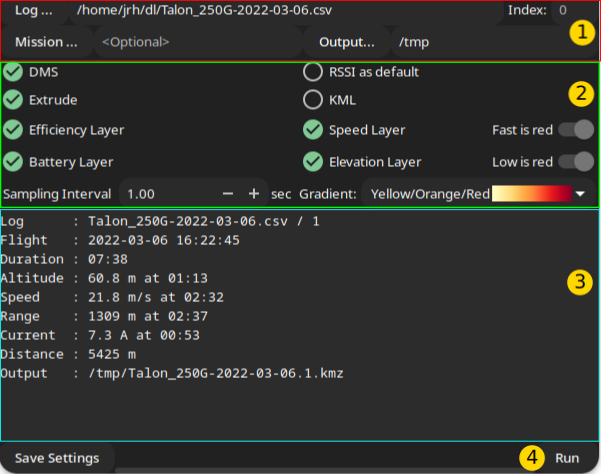 Log ... /home/jrh/dl/Talon_250G-2022-03-06.csv Index: 0
1
Mission ... <Optional> Output... /tmp
DMS RSSI as default
2
Extrude KML
Efficiency Layer Speed Layer Fast is red
Battery Layer Elevation Layer Low is red
Sampling Interval 1.00 − + sec Gradient: Yellow/Orange/Red
Log : Talon_250G-2022-03-06.csv / 1
Flight : 2022-03-06 16:22:45
Duration : 07:38
Altitude : 60.8 m at 01:13
3
Speed : 21.8 m/s at 02:32
Range : 1309 m at 02:37
Current : 7.3 A at 00:53
Distance : 5425 m
Output : /tmp/Talon_250G-2022-03-06.1.kmz
Save Settings 4 Run